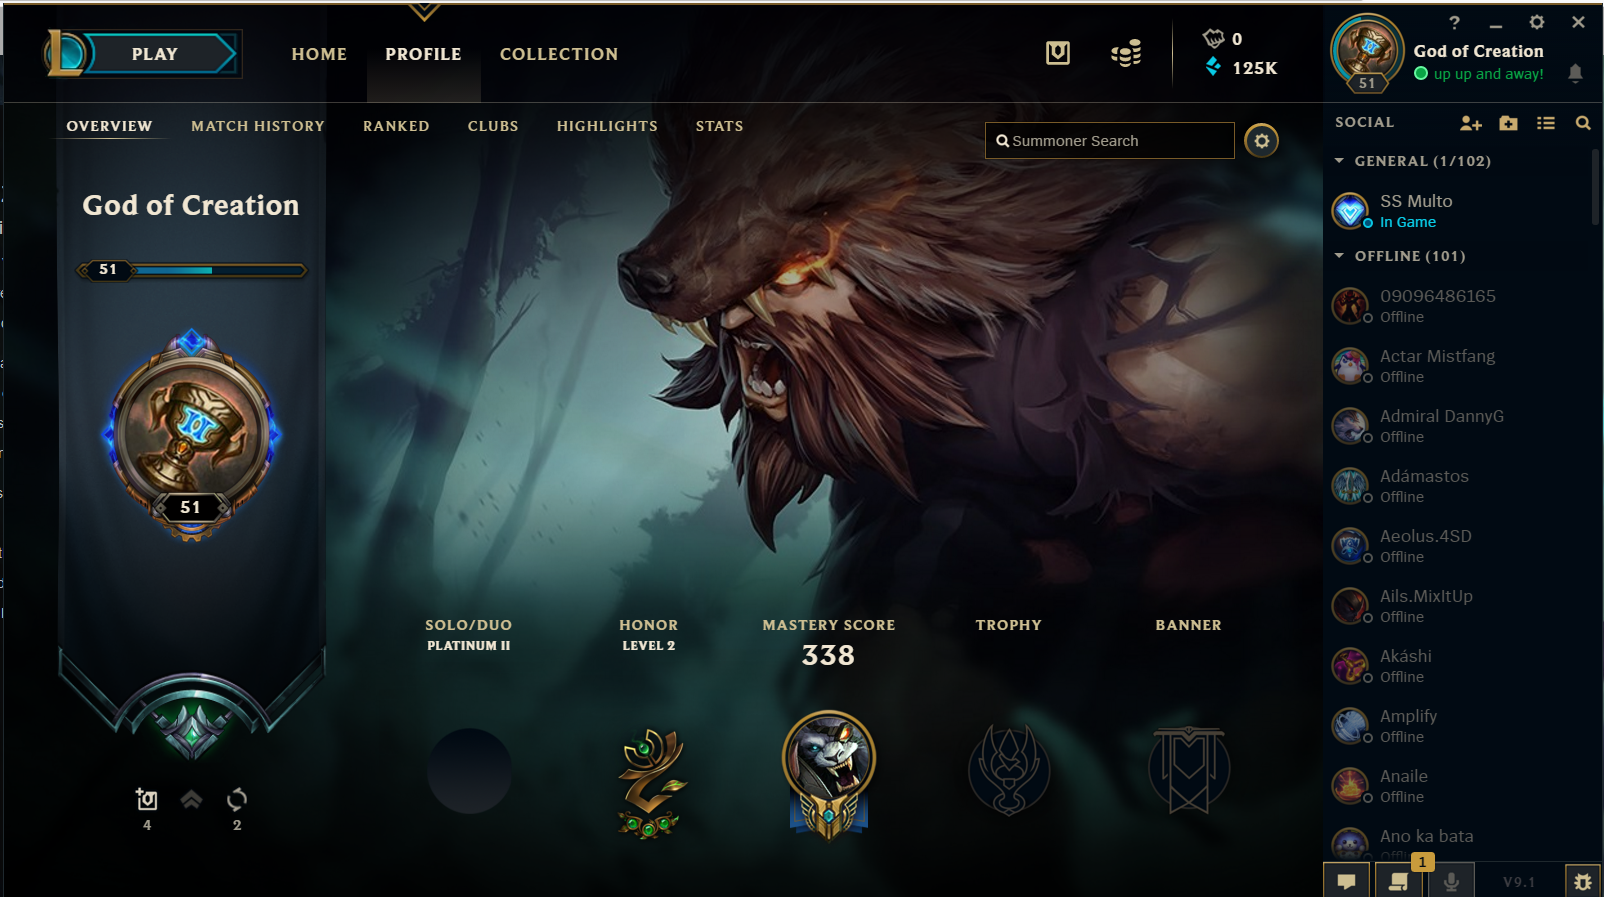 PLAY
HOME
PROFILE
COLLECTION
0
125K
?
God of Creation
up up and away!
51
OVERVIEW
MATCH HISTORY
RANKED
CLUBS
HIGHLIGHTS
STATS
Summoner Search
God of Creation
51
51
4
2
SOLO/DUO
PLATINUM II
HONOR
LEVEL 2
MASTERY SCORE
338
TROPHY
BANNER
SOCIAL
GENERAL (1/102)
SS Multo
In Game
OFFLINE (101)
09096486165
Offline
Actar Mistfang
Offline
Admiral DannyG
Offline
Adámastos
Offline
Aeolus.4SD
Offline
Ails.MixItUp
Offline
Akáshi
Offline
Amplify
Offline
Anaile
Offline
Ano ka bata
1
V9.1